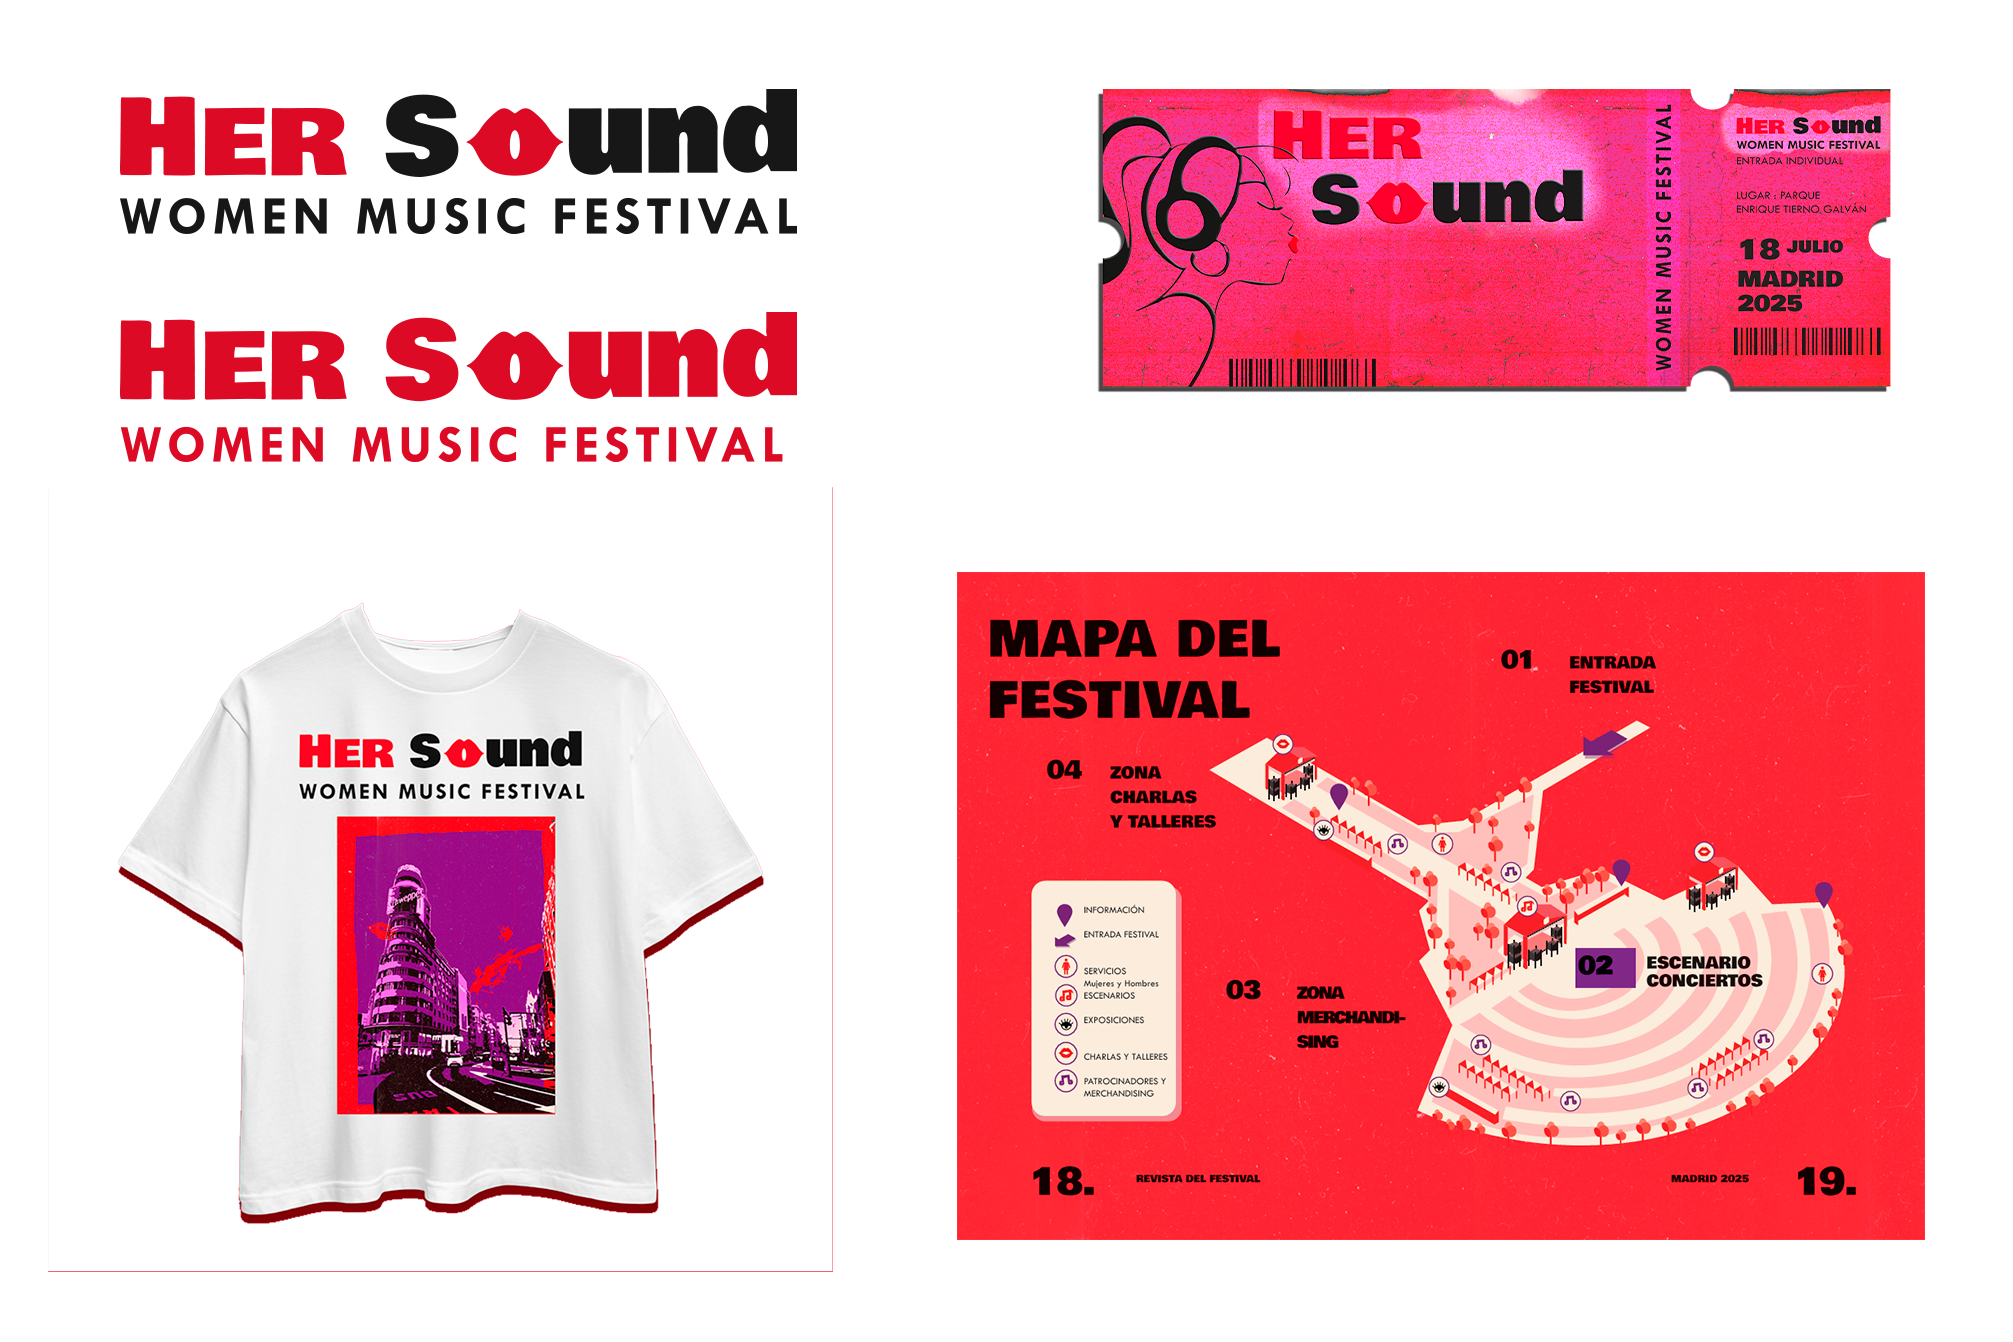 HER Sound
WOMEN MUSIC FESTIVAL
HER Sound
WOMEN MUSIC FESTIVAL
HER
Sound
WOMEN MUSIC FESTIVAL
HER Sound
WOMEN MUSIC FESTIVAL
ENTRADA INDIVIDUAL
LUGAR : PARQUE
ENRIQUE TIERNO GALVÁN
18 JULIO
MADRID
2025
HER Sound
WOMEN MUSIC FESTIVAL
BUS
MAPA DEL
FESTIVAL
01 ENTRADA
FESTIVAL
04 ZONA
CHARLAS
Y TALLERES
INFORMACIÓN
ENTRADA FESTIVAL
SERVICIOS
Mujeres y Hombres
ESCENARIOS
EXPOSICIONES
CHARLAS Y TALLERES
PATROCINADORES Y
MERCHANDISING
02 ESCENARIO
CONCIERTOS
03 ZONA
MERCHANDI-
SING
18. REVISTA DEL FESTIVAL
MADRID 2025 19.